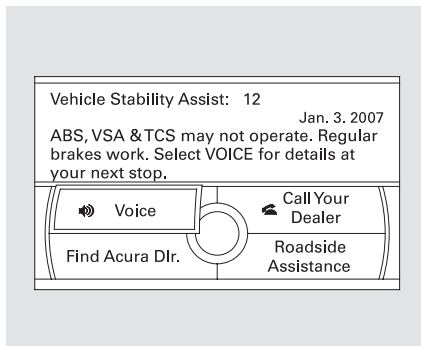 Vehicle Stability Assist: 12
Jan. 3. 2007
ABS, VSA & TCS may not operate. Regular
brakes work. Select VOICE for details at
your next stop.
Voice
Call Your
Dealer
Find Acura Dlr.
Roadside
Assistance